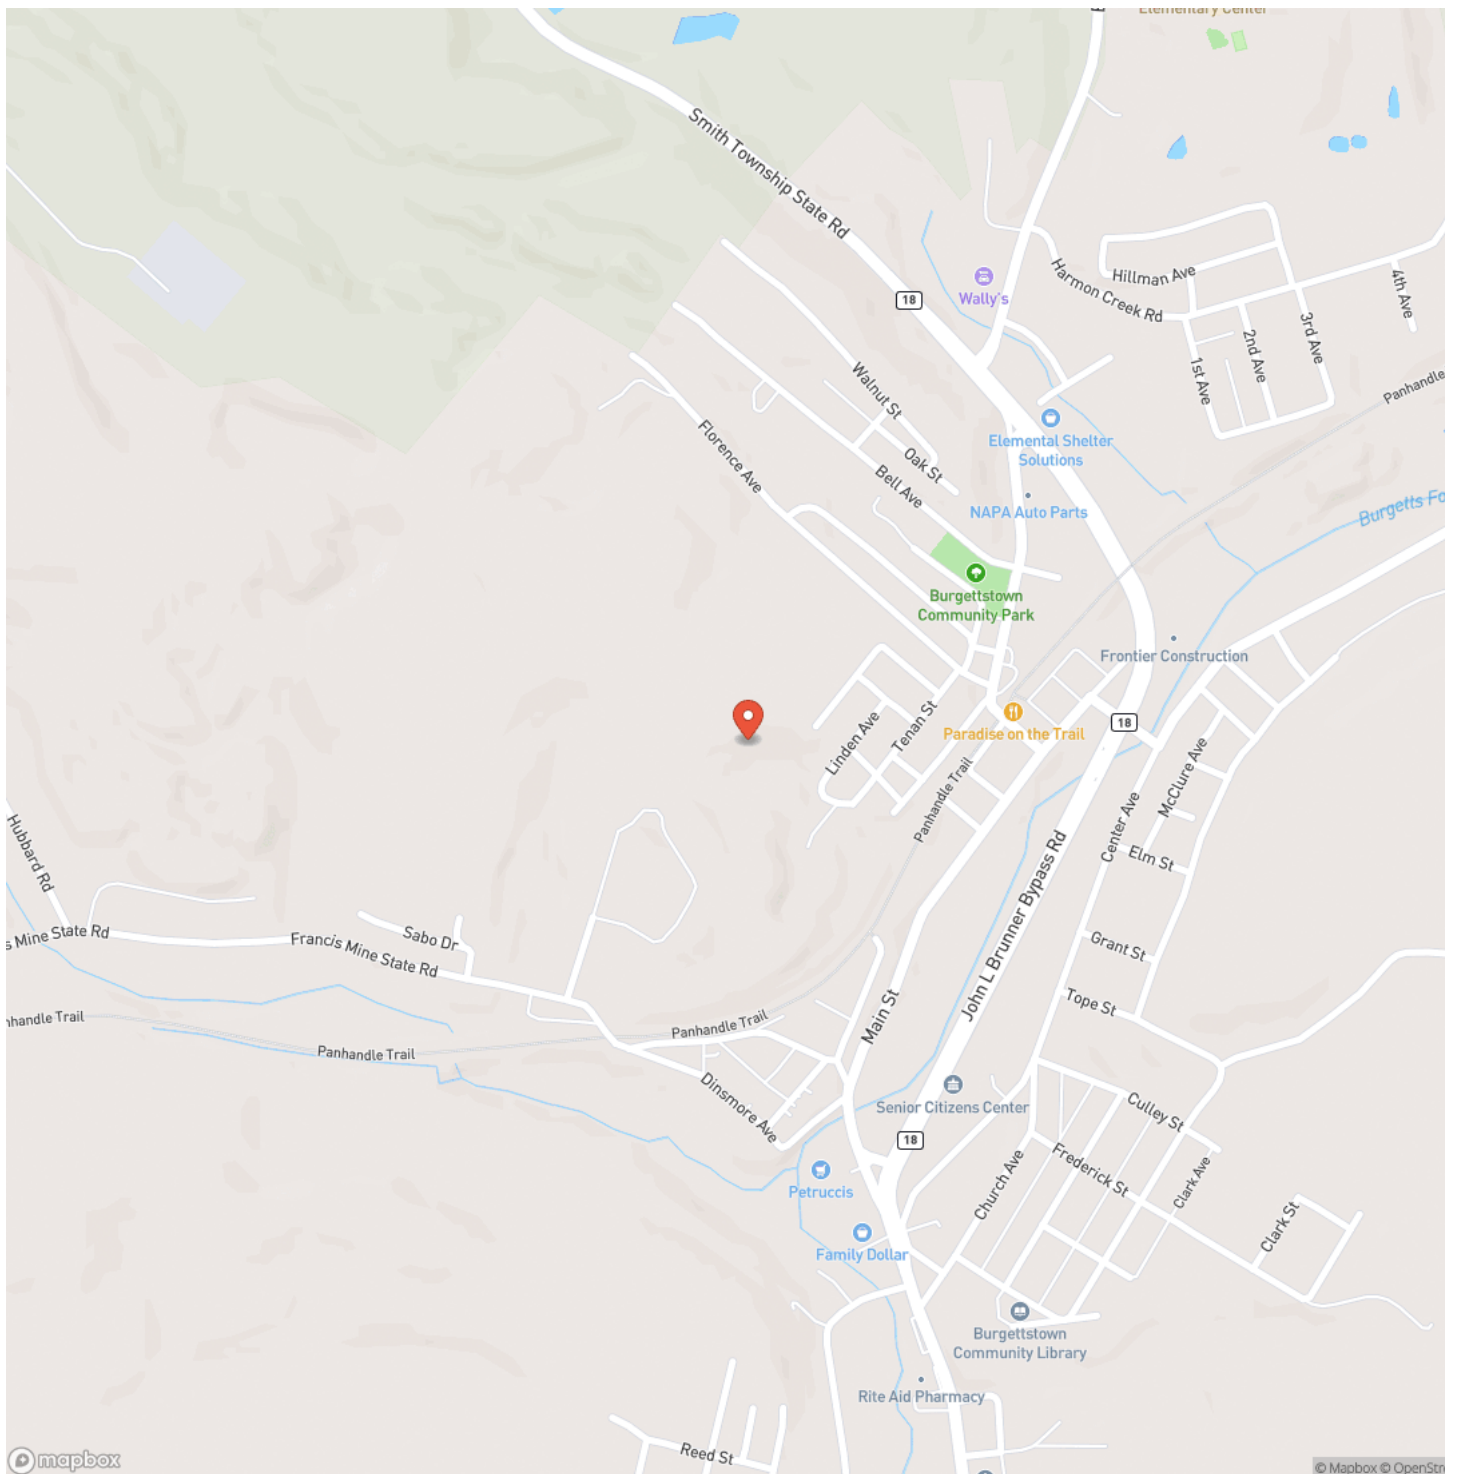 Elementary Center
Smith Township State Rd
Hillman Ave
4th Ave
Wally's
Harmon Creek Rd
18
3rd Ave
2nd Ave
1st Ave
Panhandle
Walnut St
Elemental Shelter
Solutions
Florence Ave
Oak St
Bell Ave
NAPA Auto Parts
Burgetts Fo
Burgettstown
Community Park
Frontier Construction
Linden Ave
Tenan St
Paradise on the Trail
18
McClure Ave
Panhandle Trail
Center Ave
Elm St
Hubbard Rd
John L Brunner Bypass Rd
s Mine State Rd
Sabo Dr
Francis Mine State Rd
Grant St
Main St
Tope St
nhandle Trail
Panhandle Trail
Panhandle Trail
Dinsmore Ave
Senior Citizens Center
Culley St
18
Frederick St
Church Ave
Clark Ave
Petruccis
Clark St
Family Dollar
Burgettstown
Community Library
Rite Aid Pharmacy
Reed St
mapbox
© Mapbox © OpenStre